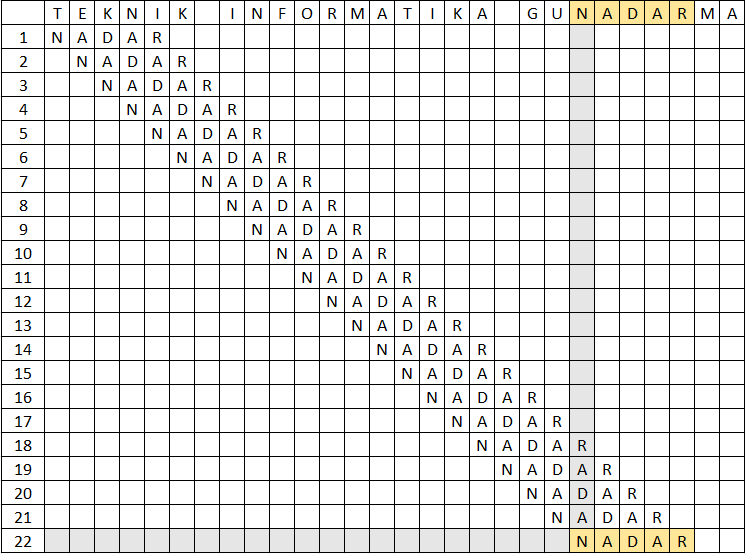 T E K N I K I N F O R M A T I K A G U N A D A R M A
1 N A D A R
2 N A D A R
3 N A D A R
4 N A D A R
5 N A D A R
6 N A D A R
7 N A D A R
8 N A D A R
9 N A D A R
10 N A D A R
11 N A D A R
12 N A D A R
13 N A D A R
14 N A D A R
15 N A D A R
16 N A D A R
17 N A D A R
18 N A D A R
19 N A D A R
20 N A D A R
21 N A D A R
22 N A D A R